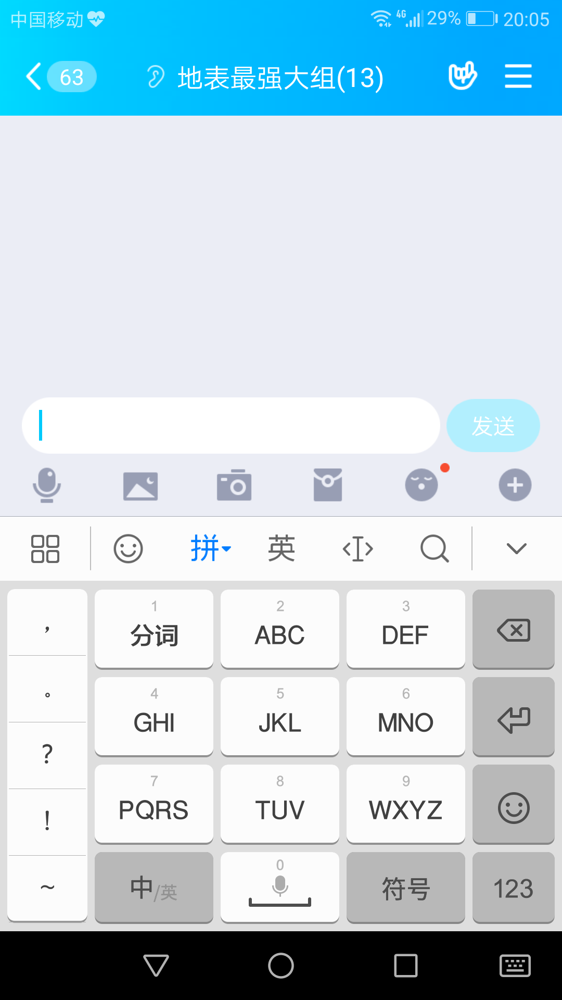 中国移动 4G 29% 20:05
63 地表最强大组(13)
发送
拼 英
， 1 分词 2 ABC 3 DEF
。 4 GHI 5 JKL 6 MNO
？ 7 PQRS 8 TUV 9 WXYZ
！
~ 中/英 0 符号 123